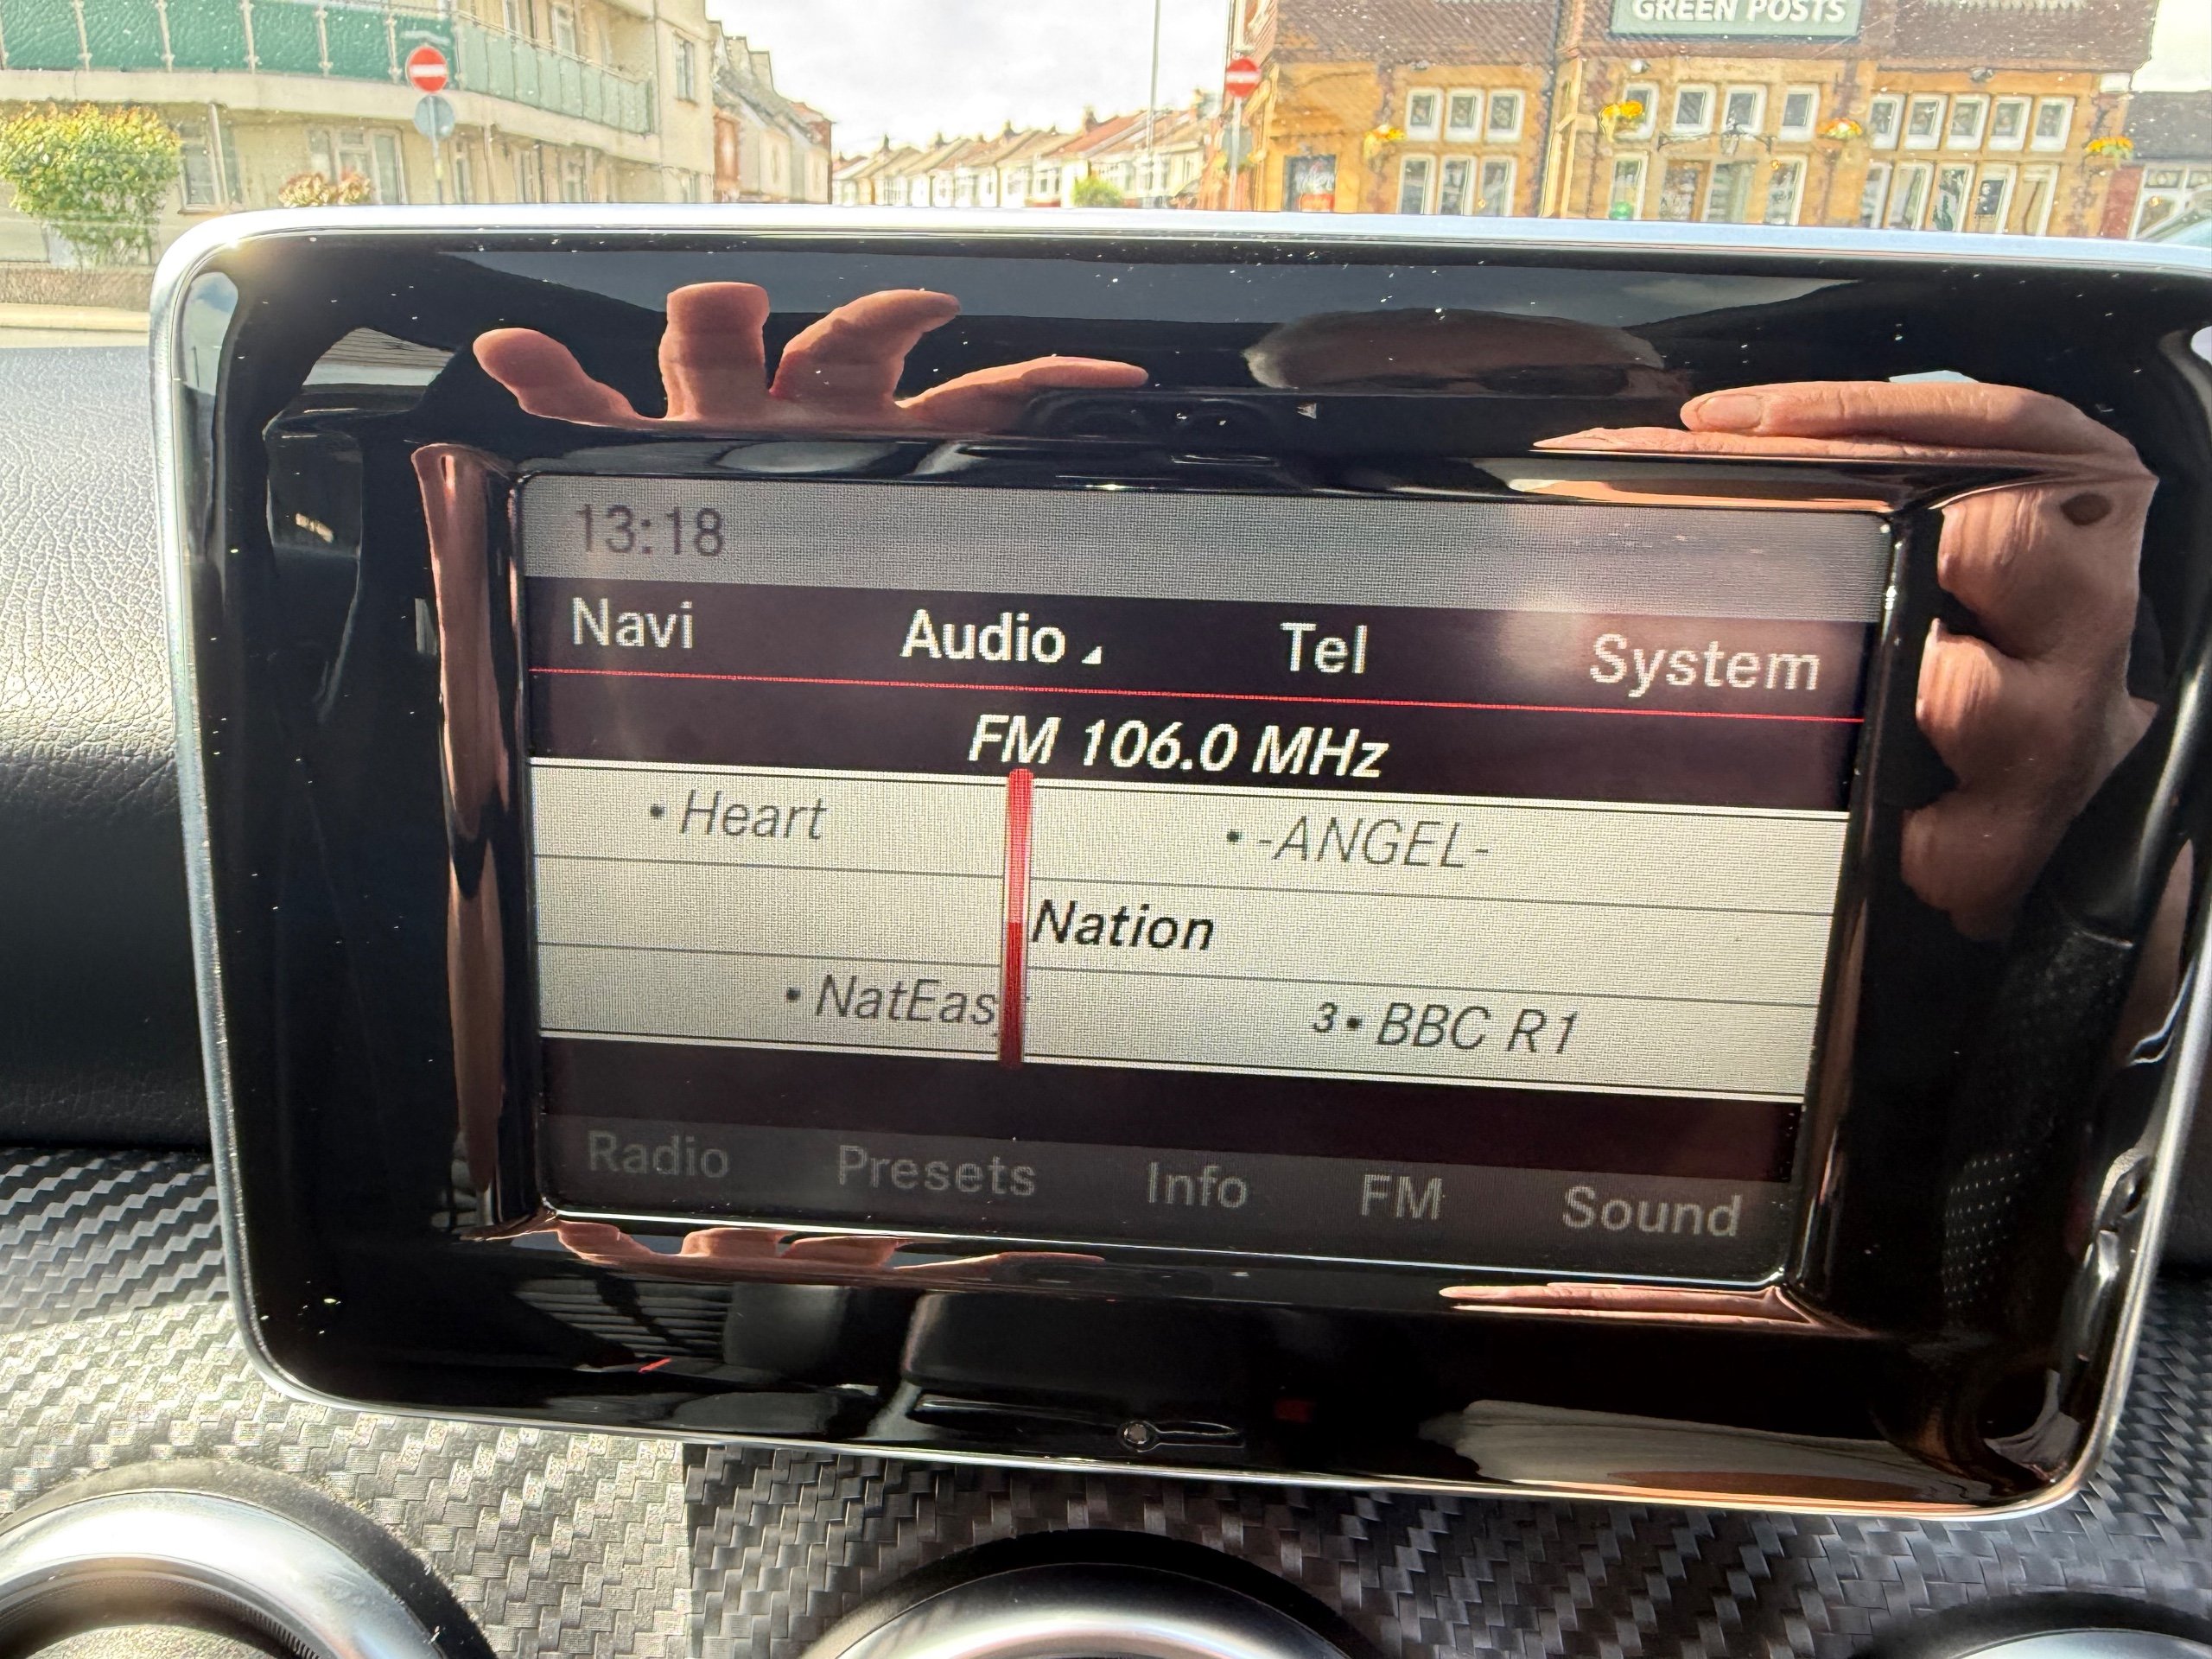 GREEN POSTS
13:18
Navi Audio Tel System
FM 106.0 MHz
• Heart • -ANGEL-
Nation
• NatEasy 3• BBC R1
Radio Presets Info FM Sound